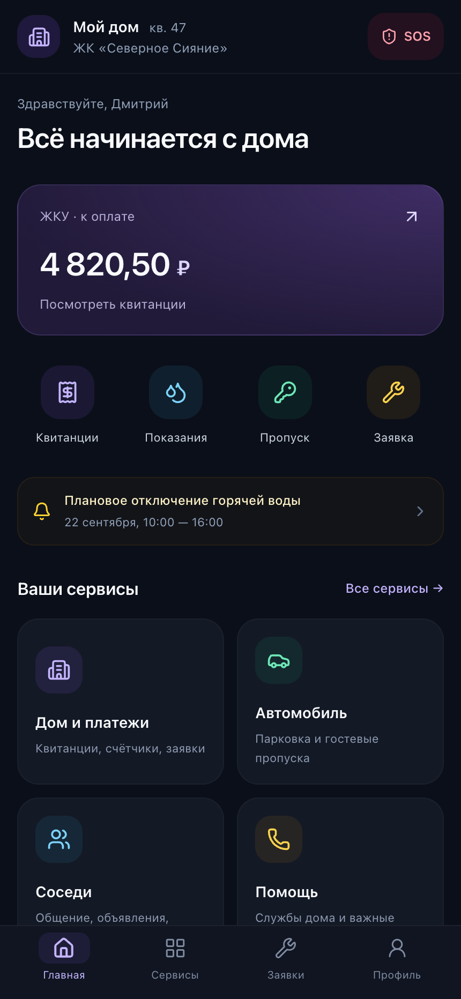 Мой дом кв. 47
ЖК «Северное Сияние»
SOS
Здравствуйте, Дмитрий
Всё начинается с дома
ЖКУ · к оплате
4 820,50 ₽
Посмотреть квитанции
Квитанции
Показания
Пропуск
Заявка
Плановое отключение горячей воды
22 сентября, 10:00 — 16:00
Ваши сервисы
Все сервисы →
Дом и платежи
Квитанции, счётчики, заявки
Автомобиль
Парковка и гостевые
пропуска
Соседи
Общение, объявления,
Помощь
Службы дома и важные
Главная
Сервисы
Заявки
Профиль